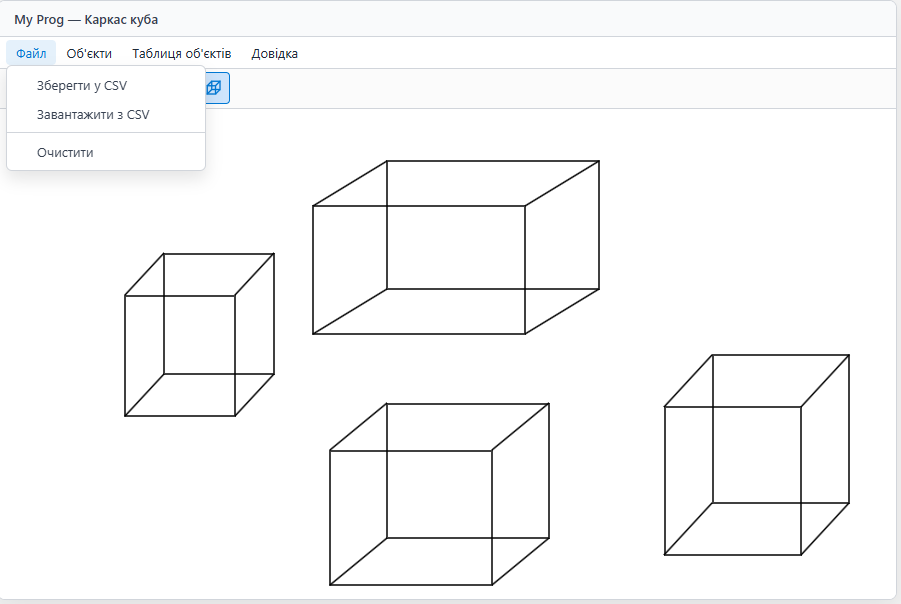 My Prog — Каркас куба
Файл Об'єкти Таблиця об'єктів Довідка
Зберегти у CSV
Завантажити з CSV
Очистити